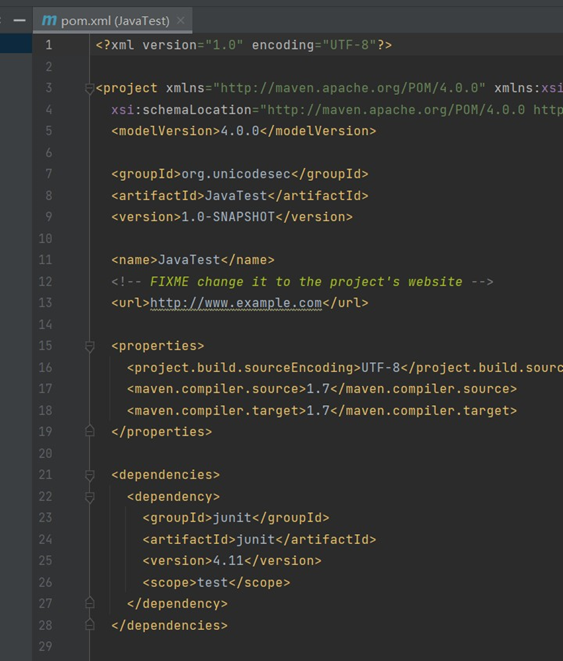 pom.xml (JavaTest)
1 <?xml version="1.0" encoding="UTF-8"?>
2
3 <project xmlns="http://maven.apache.org/POM/4.0.0" xmlns:xsi
4 xsi:schemaLocation="http://maven.apache.org/POM/4.0.0 http
5 <modelVersion>4.0.0</modelVersion>
6
7 <groupId>org.unicodesec</groupId>
8 <artifactId>JavaTest</artifactId>
9 <version>1.0-SNAPSHOT</version>
10
11 <name>JavaTest</name>
12 <!-- FIXME change it to the project's website -->
13 <url>http://www.example.com</url>
14
15 <properties>
16 <project.build.sourceEncoding>UTF-8</project.build.sourc
17 <maven.compiler.source>1.7</maven.compiler.source>
18 <maven.compiler.target>1.7</maven.compiler.target>
19 </properties>
20
21 <dependencies>
22 <dependency>
23 <groupId>junit</groupId>
24 <artifactId>junit</artifactId>
25 <version>4.11</version>
26 <scope>test</scope>
27 </dependency>
28 </dependencies>
29